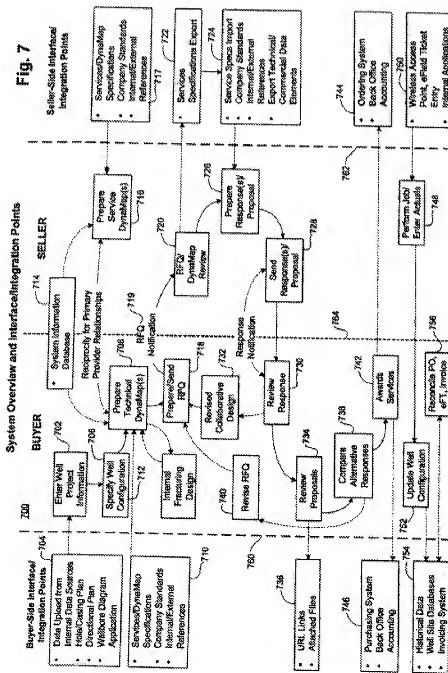 Fig. 7
System Overview and Interface/Integration Points
700
Buyer-Side Interface/
Integration Points
BUYER
SELLER
Seller-Side Interface/
Integration Points
704
• Data Upload from
Internal Data Sources
• Hole/Casing Plan
• Directional Plan
• Wellbore Diagram
Application
702
Enter Well
Project
Information
706
Specify Well
Configuration
712
• Services/DynaMap
Specifications
• Company Standards
• Internal/External
References
710
714
• System Information
Database
Reciprocity for Primary
Provider Relationships
708
Prepare
Technical
DynaMap(s)
Internal
Fracturing
Design
Prepare
Service
DynaMap(s)
716
• Services/DynaMap
Specifications
• Company Standards
• Internal/External
References
717
RFQ
Notification
719
718
Prepare/Send
RFQ
720
RFQ/
DynaMap
Review
722
• Services
Specifications Export
724
• Service Specs Import
• Company Standards
• Internal/External
References
• Export Technical/
Commercial Data
Elements
726
Prepare
Response(s)/
Proposal
Send
Response(s)/
Proposal
728
Response
Notification
730
Review
Response
732
Revised
Collaborative
Design
734
Review
Proposals
736
• URL Links
• Attached Files
738
Compare
Alternative
Responses
740
Revise RFQ
742
Awards
Services
744
• Ordering System
• Back Office
Accounting
746
• Purchasing System
• Back Office
Accounting
Perform Job/
Enter Actuals
748
750
• Wireless Access
Point, eField Ticket
Entry
• Internal Applications
Update Well
Configuration
752
• Historical Data
• Well Site Databases
• Invoicing System
754
Reconcile PO,
eFT, Invoice
756
760
764
762